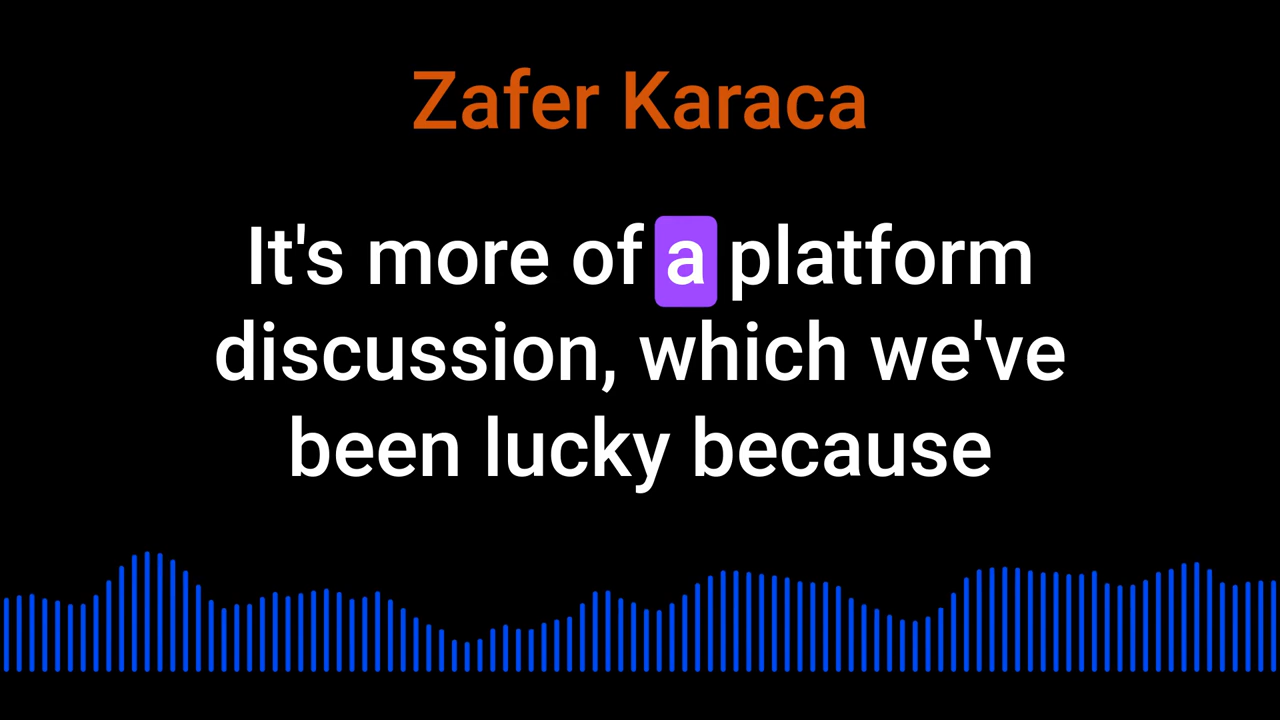 Zafer Karaca
It's more of a platform
discussion, which we've
been lucky because